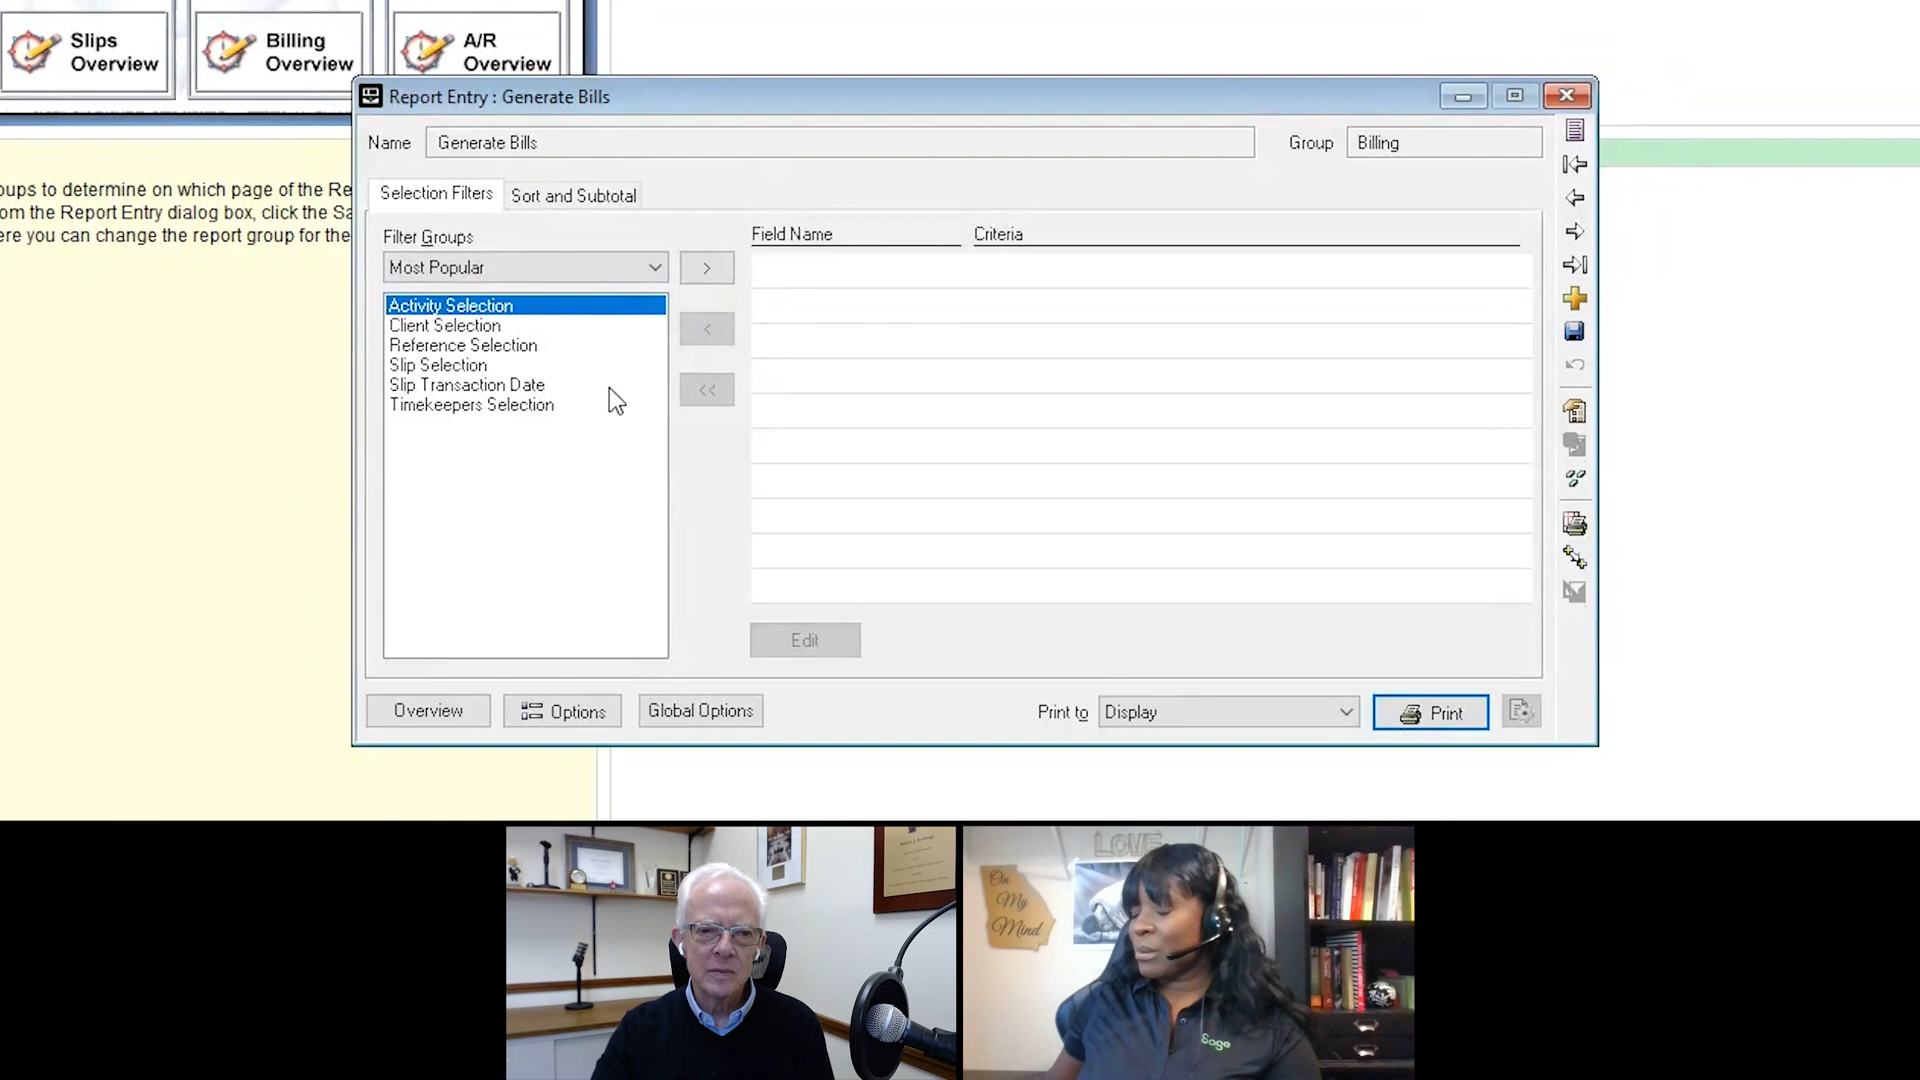 Slips
Overview
Billing
Overview
A/R
Overview
Report Entry : Generate Bills
Name
Generate Bills
Group
Billing
oups to determine on which page of the Re
om the Report Entry dialog box, click the Sa
ere you can change the report group for the
Selection Filters
Sort and Subtotal
Filter Groups
Most Popular
>
<
<<
Activity Selection
Client Selection
Reference Selection
Slip Selection
Slip Transaction Date
Timekeepers Selection
Field Name
Criteria
Edit
Overview
Options
Global Options
Print to
Display
Print
LOVE
On
My
Mind
Sage